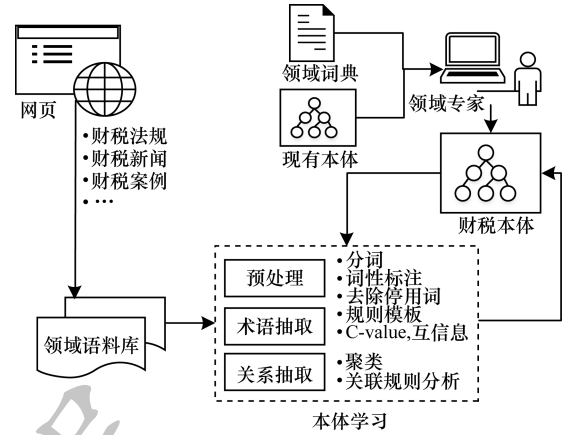 网页
•财税法规
•财税新闻
•财税案例
•…
领域词典
现有本体
领域专家
财税本体
领域语料库
预处理
•分词
•词性标注
•去除停用词
术语抽取
•规则模板
•C-value,互信息
关系抽取
•聚类
•关联规则分析
本体学习